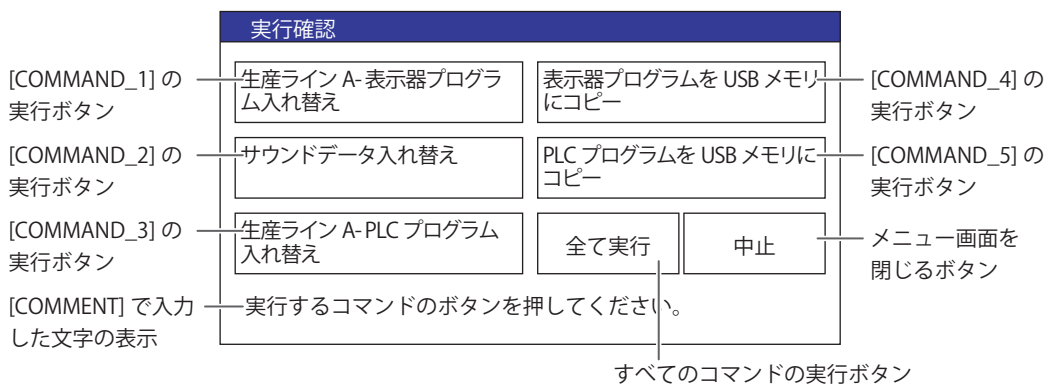 実行確認
[COMMAND_1] の
実行ボタン
生産ライン A- 表示器プログラ
ム入れ替え
表示器プログラムを USB メモリ
にコピー
[COMMAND_4] の
実行ボタン
[COMMAND_2] の
実行ボタン
サウンドデータ入れ替え
PLC プログラムを USB メモリに
コピー
[COMMAND_5] の
実行ボタン
[COMMAND_3] の
実行ボタン
生産ライン A- PLC プログラム
入れ替え
全て実行
中止
メニュー画面を
閉じるボタン
[COMMENT] で入力
した文字の表示
実行するコマンドのボタンを押してください。
すべてのコマンドの実行ボタン